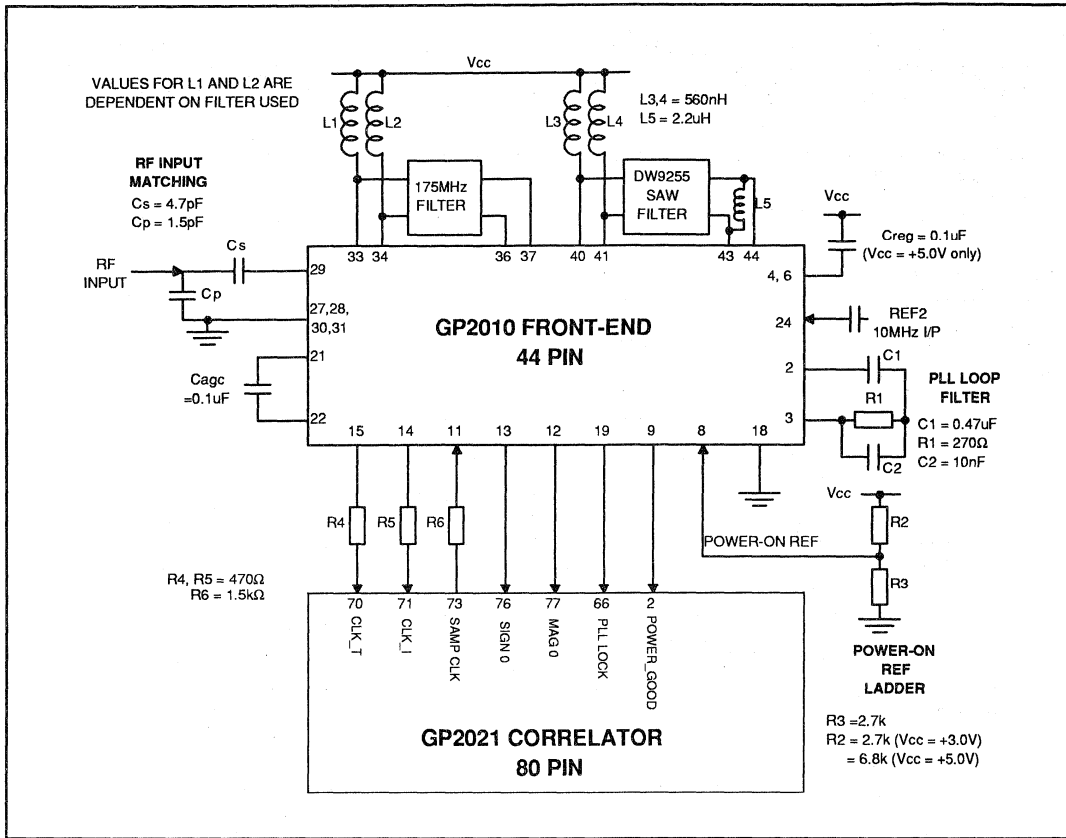 Vcc
VALUES FOR L1 AND L2 ARE
DEPENDENT ON FILTER USED
L1
L2
L3
L4
L3,4 = 560nH
L5 = 2.2uH
RF INPUT
MATCHING
Cs = 4.7pF
Cp = 1.5pF
175MHz
FILTER
DW9255
SAW
FILTER
L5
Vcc
Creg = 0.1uF
(Vcc = +5.0V only)
RF
INPUT
Cs
Cp
33
34
36
37
40
41
43
44
29
27,28,
30,31
21
22
4, 6
24
2
3
GP2010 FRONT-END
44 PIN
REF2
10MHz I/P
Cagc
=0.1uF
C1
R1
C2
PLL LOOP
FILTER
C1 = 0.47uF
R1 = 270Ω
C2 = 10nF
15
14
11
13
12
19
9
8
18
R4
R5
R6
POWER-ON REF
Vcc
R2
R3
R4, R5 = 470Ω
R6 = 1.5kΩ
70
71
73
76
77
66
2
CLK_T
CLK_I
SAMP CLK
SIGN 0
MAG 0
PLL LOCK
POWER_GOOD
GP2021 CORRELATOR
80 PIN
POWER-ON
REF
LADDER
R3 =2.7k
R2 = 2.7k (Vcc = +3.0V)
= 6.8k (Vcc = +5.0V)